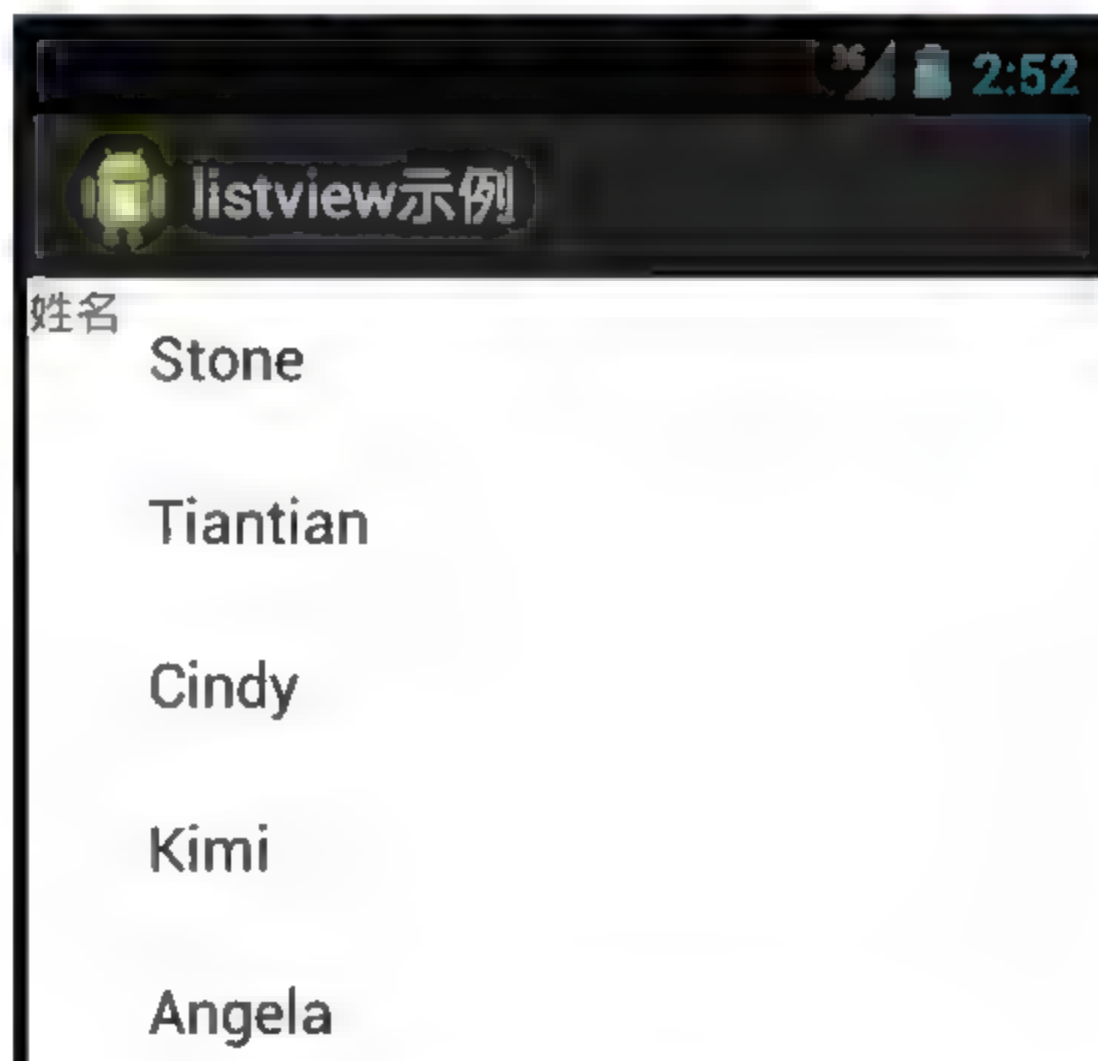 3G 2:52
listview示例
姓名
Stone
Tiantian
Cindy
Kimi
Angela